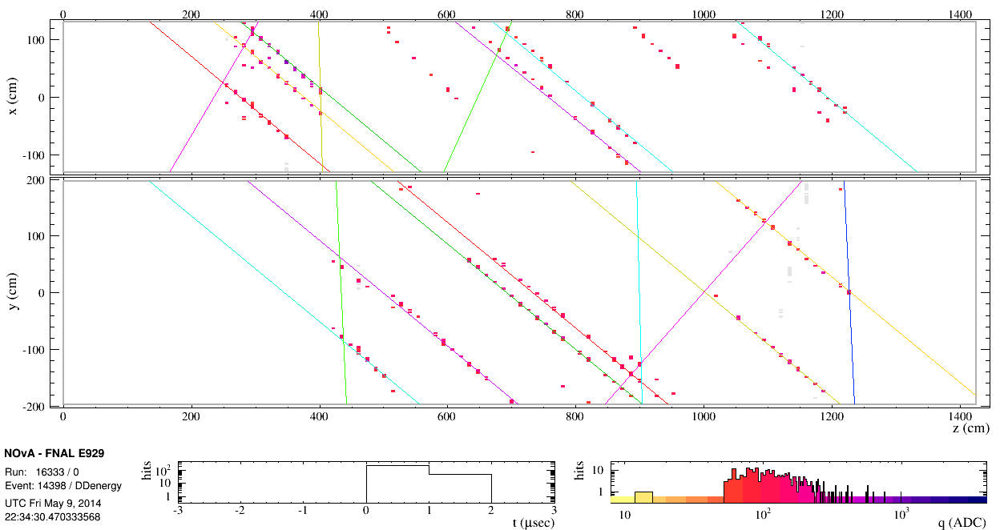 0 200 400 600 800 1000 1200 1400
x (cm)
100
0
-100
y (cm)
200
100
0
-100
-200
0 200 400 600 800 1000 1200 1400
z (cm)
NOvA - FNAL E929
Run: 16333 / 0
Event: 14398 / DDenergy
UTC Fri May 9, 2014
22:34:30.470333568
hits
10²
10
1
-3 -2 -1 0 1 2 3
t (μsec)
hits
10
1
10 10² 10³
q (ADC)